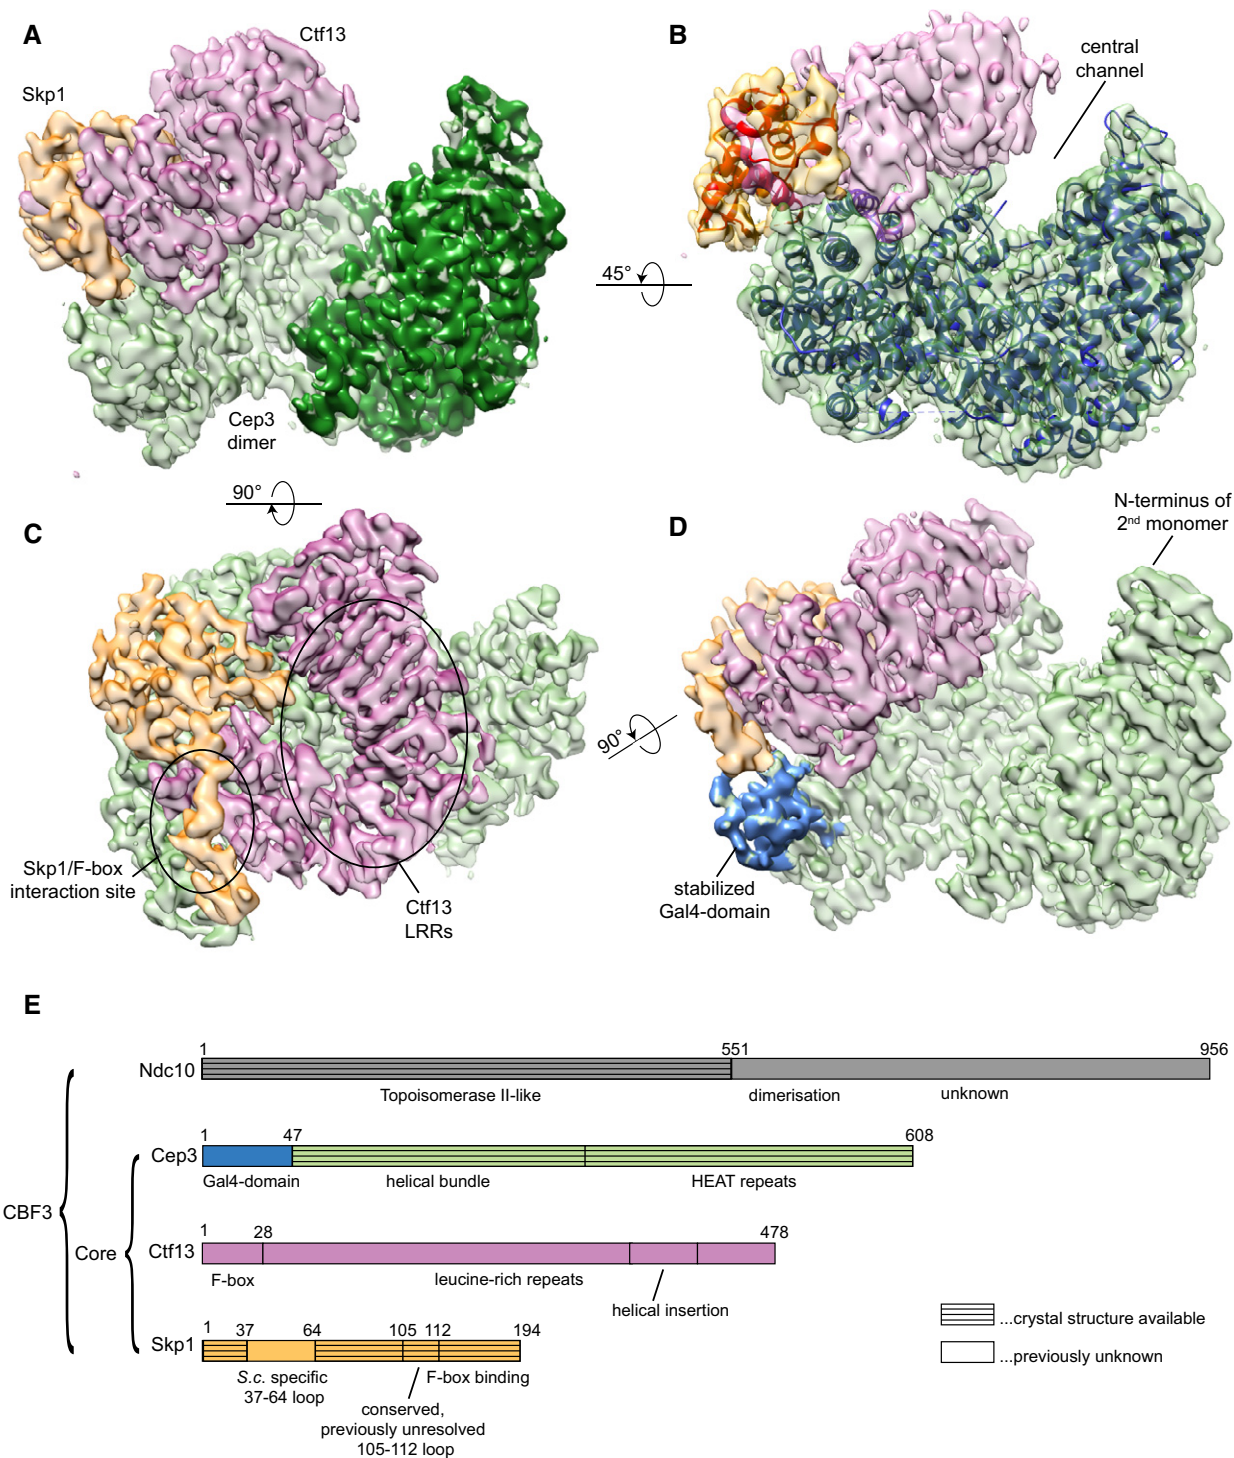 A
Ctf13
Skp1
Cep3
dimer
B
central
channel
45°
90°
C
Skp1/F-box
interaction site
Ctf13
LRRs
D
N-terminus of
2nd monomer
90°
stabilized
Gal4-domain
E
CBF3
Core
Ndc10
1
551
956
Topoisomerase II-like
dimerisation
unknown
Cep3
1
47
608
Gal4-domain
helical bundle
HEAT repeats
Ctf13
1
28
478
F-box
leucine-rich repeats
helical insertion
Skp1
1
37
64
105
112
194
S.c. specific
37-64 loop
F-box binding
conserved,
previously unresolved
105-112 loop
...crystal structure available
...previously unknown